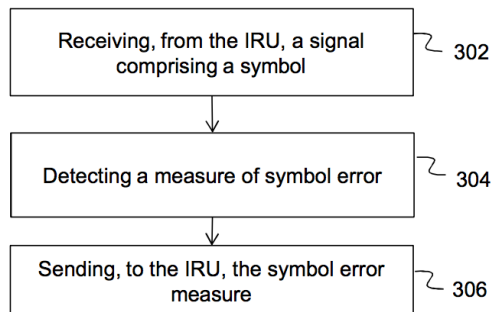 Receiving, from the IRU, a signal
comprising a symbol
302
Detecting a measure of symbol error
304
Sending, to the IRU, the symbol error
measure
306